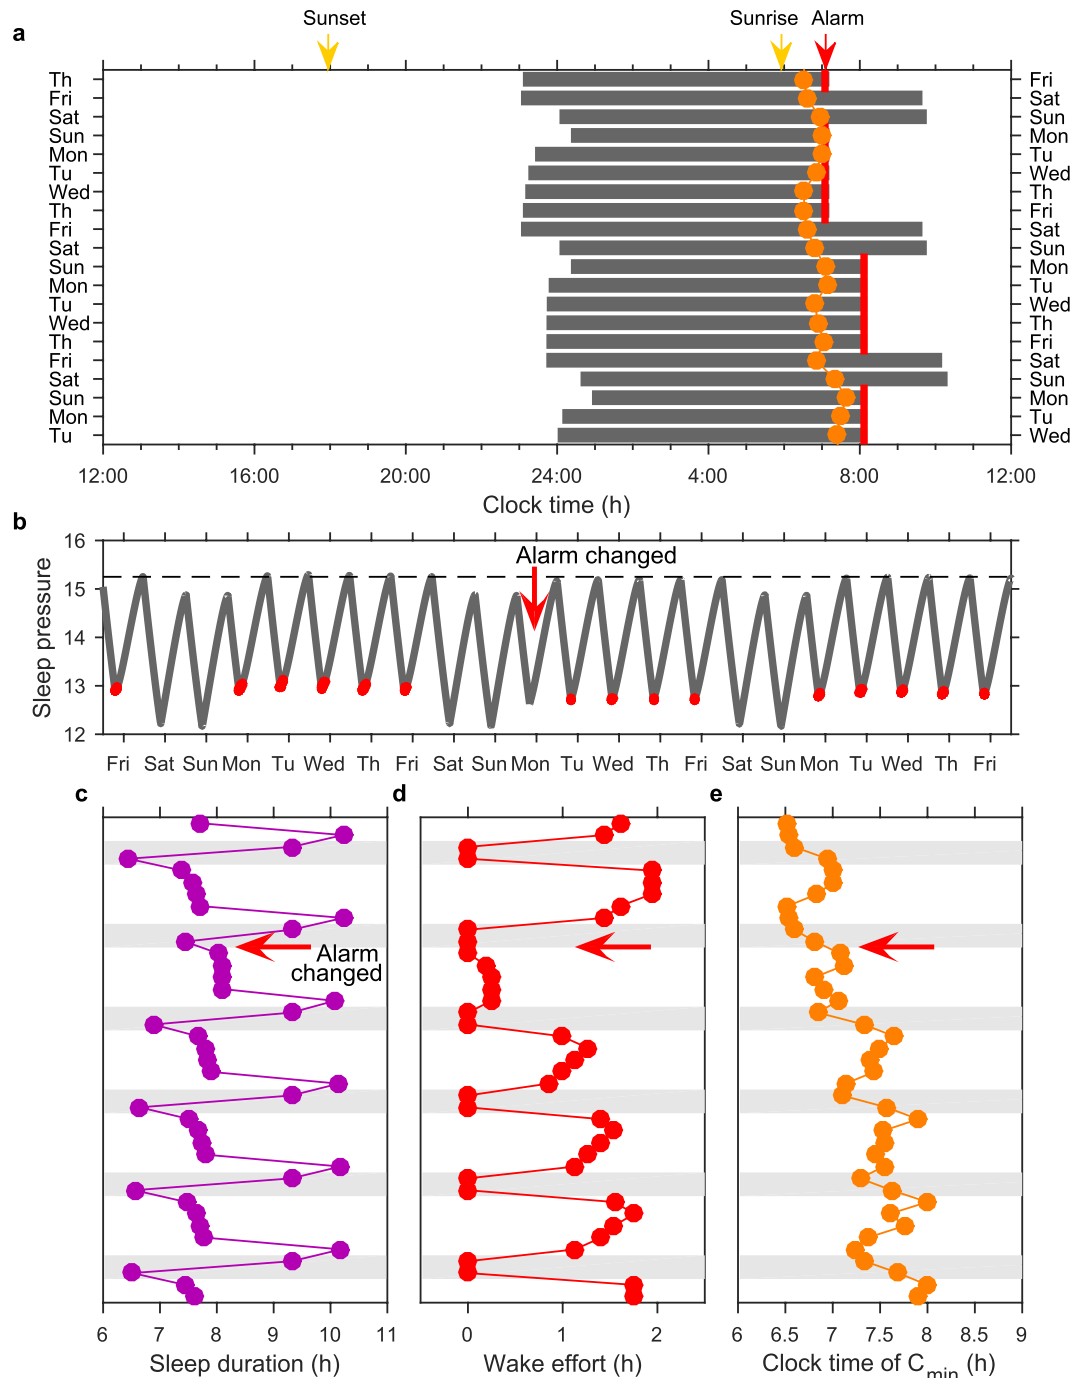 a
Sunset
Sunrise Alarm
Th Fri
Fri Sat
Sat Sun
Sun Mon
Mon Tu
Tu Wed
Wed Th
Th Fri
Fri Sat
Sat Sun
Sun Mon
Mon Tu
Tu Wed
Wed Th
Th Fri
Fri Sat
Sat Sun
Sun Mon
Mon Tu
Tu Wed
12:00 16:00 20:00 24:00 4:00 8:00 12:00
Clock time (h)
b
Sleep pressure
16
15
14
13
12
Alarm changed
Fri Sat Sun Mon Tu Wed Th Fri Sat Sun Mon Tu Wed Th Fri Sat Sun Mon Tu Wed Th Fri
c
Alarm
changed
6 7 8 9 10 11
Sleep duration (h)
d
0 1 2
Wake effort (h)
e
6 6.5 7 7.5 8 8.5 9
Clock time of Cmin (h)